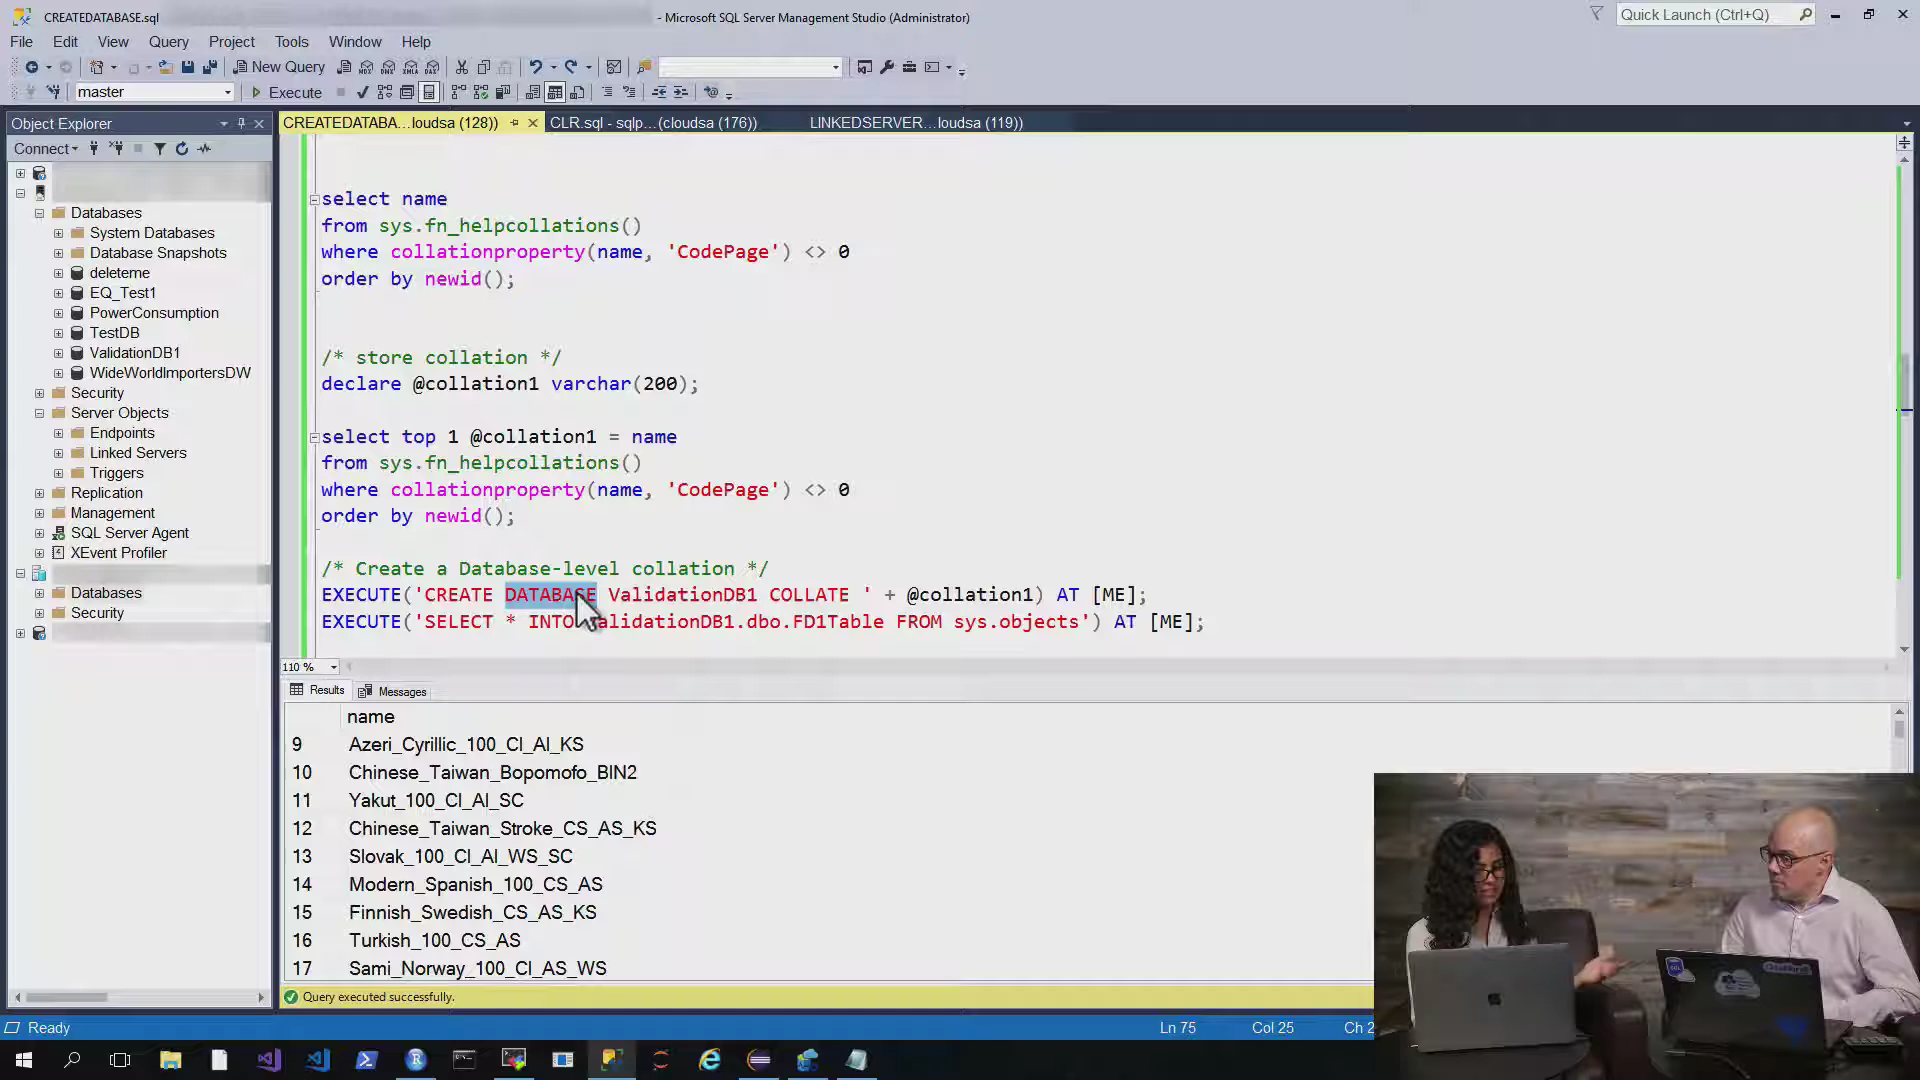 CREATEDATABASE.sql
- Microsoft SQL Server Management Studio (Administrator)
Quick Launch (Ctrl+Q)
File Edit View Query Project Tools Window Help
New Query
master
Execute
Object Explorer
Connect
Databases
System Databases
Database Snapshots
deleteme
EQ_Test1
PowerConsumption
TestDB
ValidationDB1
WideWorldImportersDW
Security
Server Objects
Endpoints
Linked Servers
Triggers
Replication
Management
SQL Server Agent
XEvent Profiler
Databases
Security
CREATEDATABA...loudsa (128))
CLR.sql - sqlp...(cloudsa (176))
LINKEDSERVER...loudsa (119))
select name
from sys.fn_helpcollations()
where collationproperty(name, 'CodePage') <> 0
order by newid();
/* store collation */
declare @collation1 varchar(200);
select top 1 @collation1 = name
from sys.fn_helpcollations()
where collationproperty(name, 'CodePage') <> 0
order by newid();
/* Create a Database-level collation */
EXECUTE('CREATE DATABASE ValidationDB1 COLLATE ' + @collation1) AT [ME];
EXECUTE('SELECT * INTO ValidationDB1.dbo.FD1Table FROM sys.objects') AT [ME];
110 %
Results
Messages
name
9 Azeri_Cyrillic_100_CI_AI_KS
10 Chinese_Taiwan_Bopomofo_BIN2
11 Yakut_100_CI_AI_SC
12 Chinese_Taiwan_Stroke_CS_AS_KS
13 Slovak_100_CI_AI_WS_SC
14 Modern_Spanish_100_CS_AS
15 Finnish_Swedish_CS_AS_KS
16 Turkish_100_CS_AS
17 Sami_Norway_100_CI_AS_WS
Query executed successfully.
Ready
Ln 75
Col 25
Ch 2